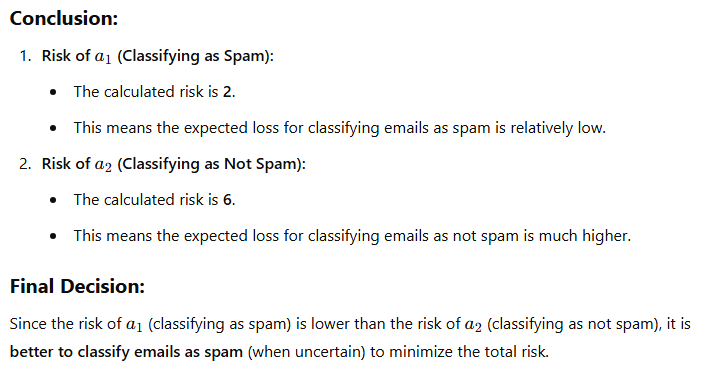 Conclusion:
1. Risk of a₁ (Classifying as Spam):
• The calculated risk is 2.
• This means the expected loss for classifying emails as spam is relatively low.
2. Risk of a₂ (Classifying as Not Spam):
• The calculated risk is 6.
• This means the expected loss for classifying emails as not spam is much higher.
Final Decision:
Since the risk of a₁ (classifying as spam) is lower than the risk of a₂ (classifying as not spam), it is
better to classify emails as spam (when uncertain) to minimize the total risk.